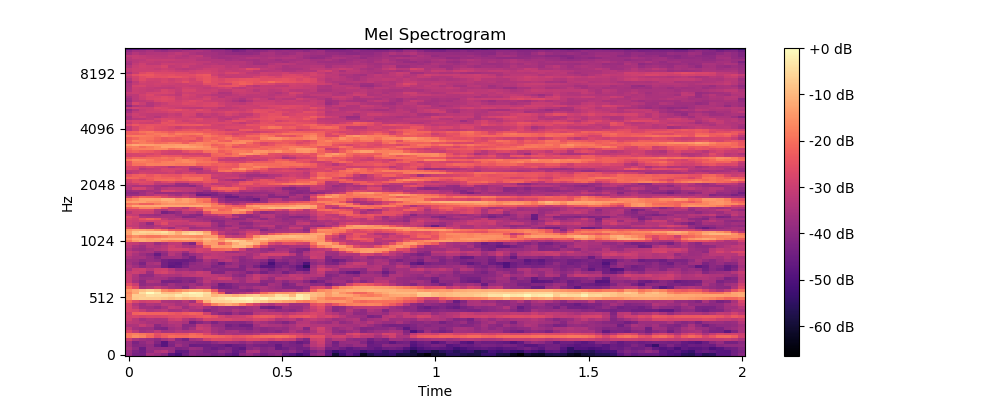 Mel Spectrogram
Hz
8192
4096
2048
1024
512
0
0 0.5 1 1.5 2
Time
+0 dB
-10 dB
-20 dB
-30 dB
-40 dB
-50 dB
-60 dB